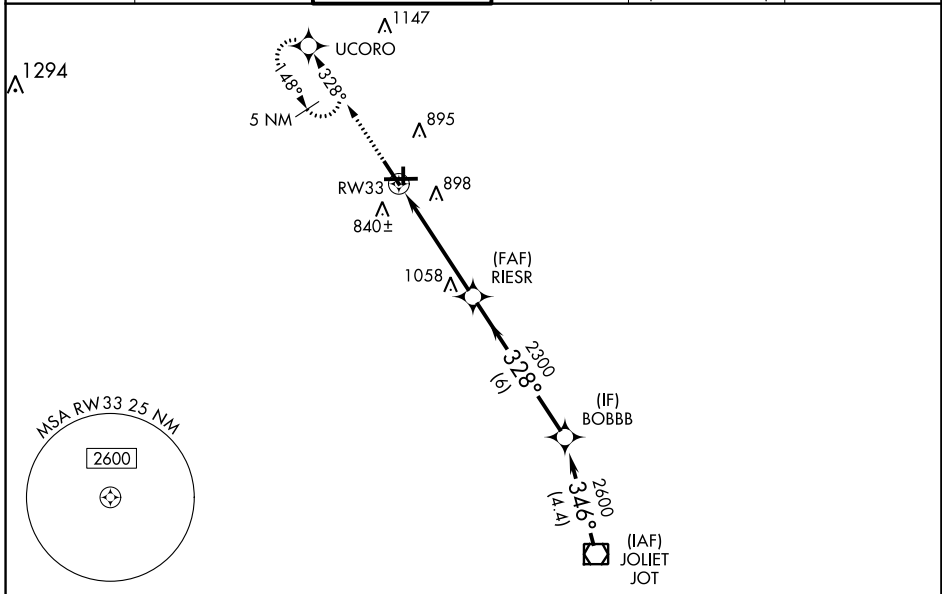 1147
UCORO
1294
148°
328°
5 NM
895
RW33
898
840±
(FAF)
RIESR
1058
2300
328°
(6)
(IF)
BOBBB
MSA RW33 25 NM
2600
2600
346°
(4.4)
(IAF)
JOLIET
JOT